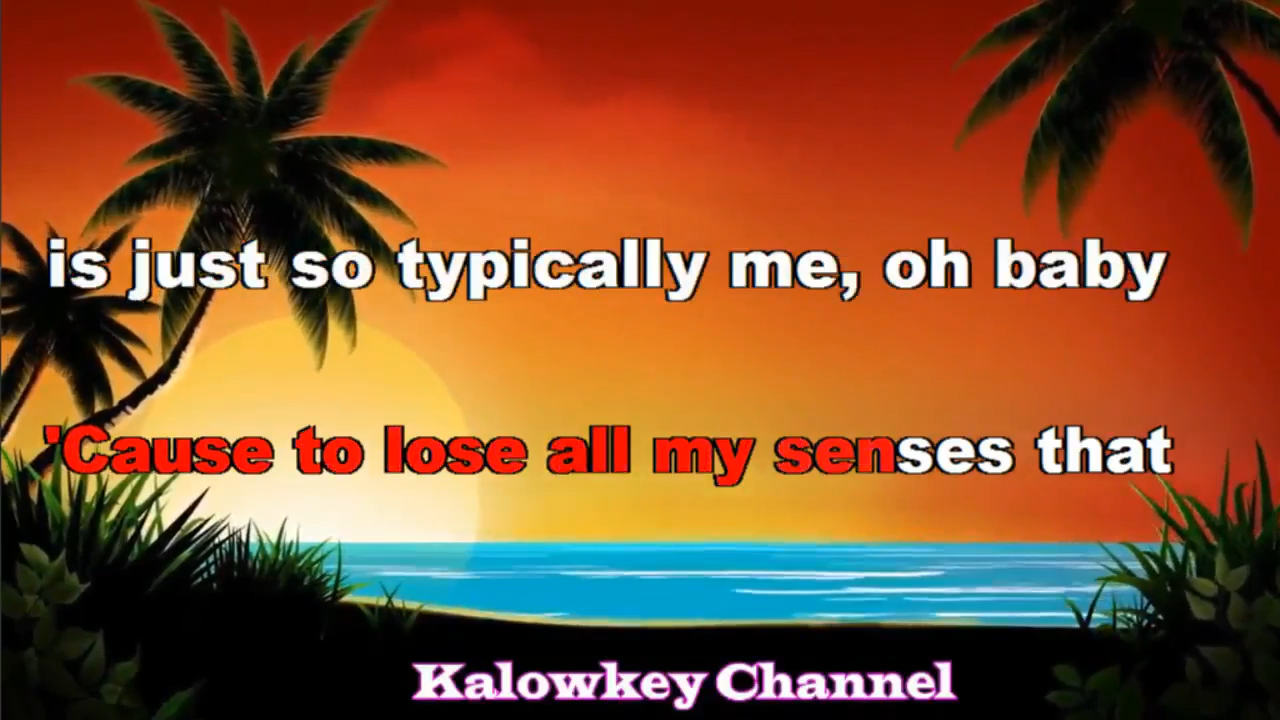 is just so typically me, oh baby
'Cause to lose all my senses that
Kalowkey Channel